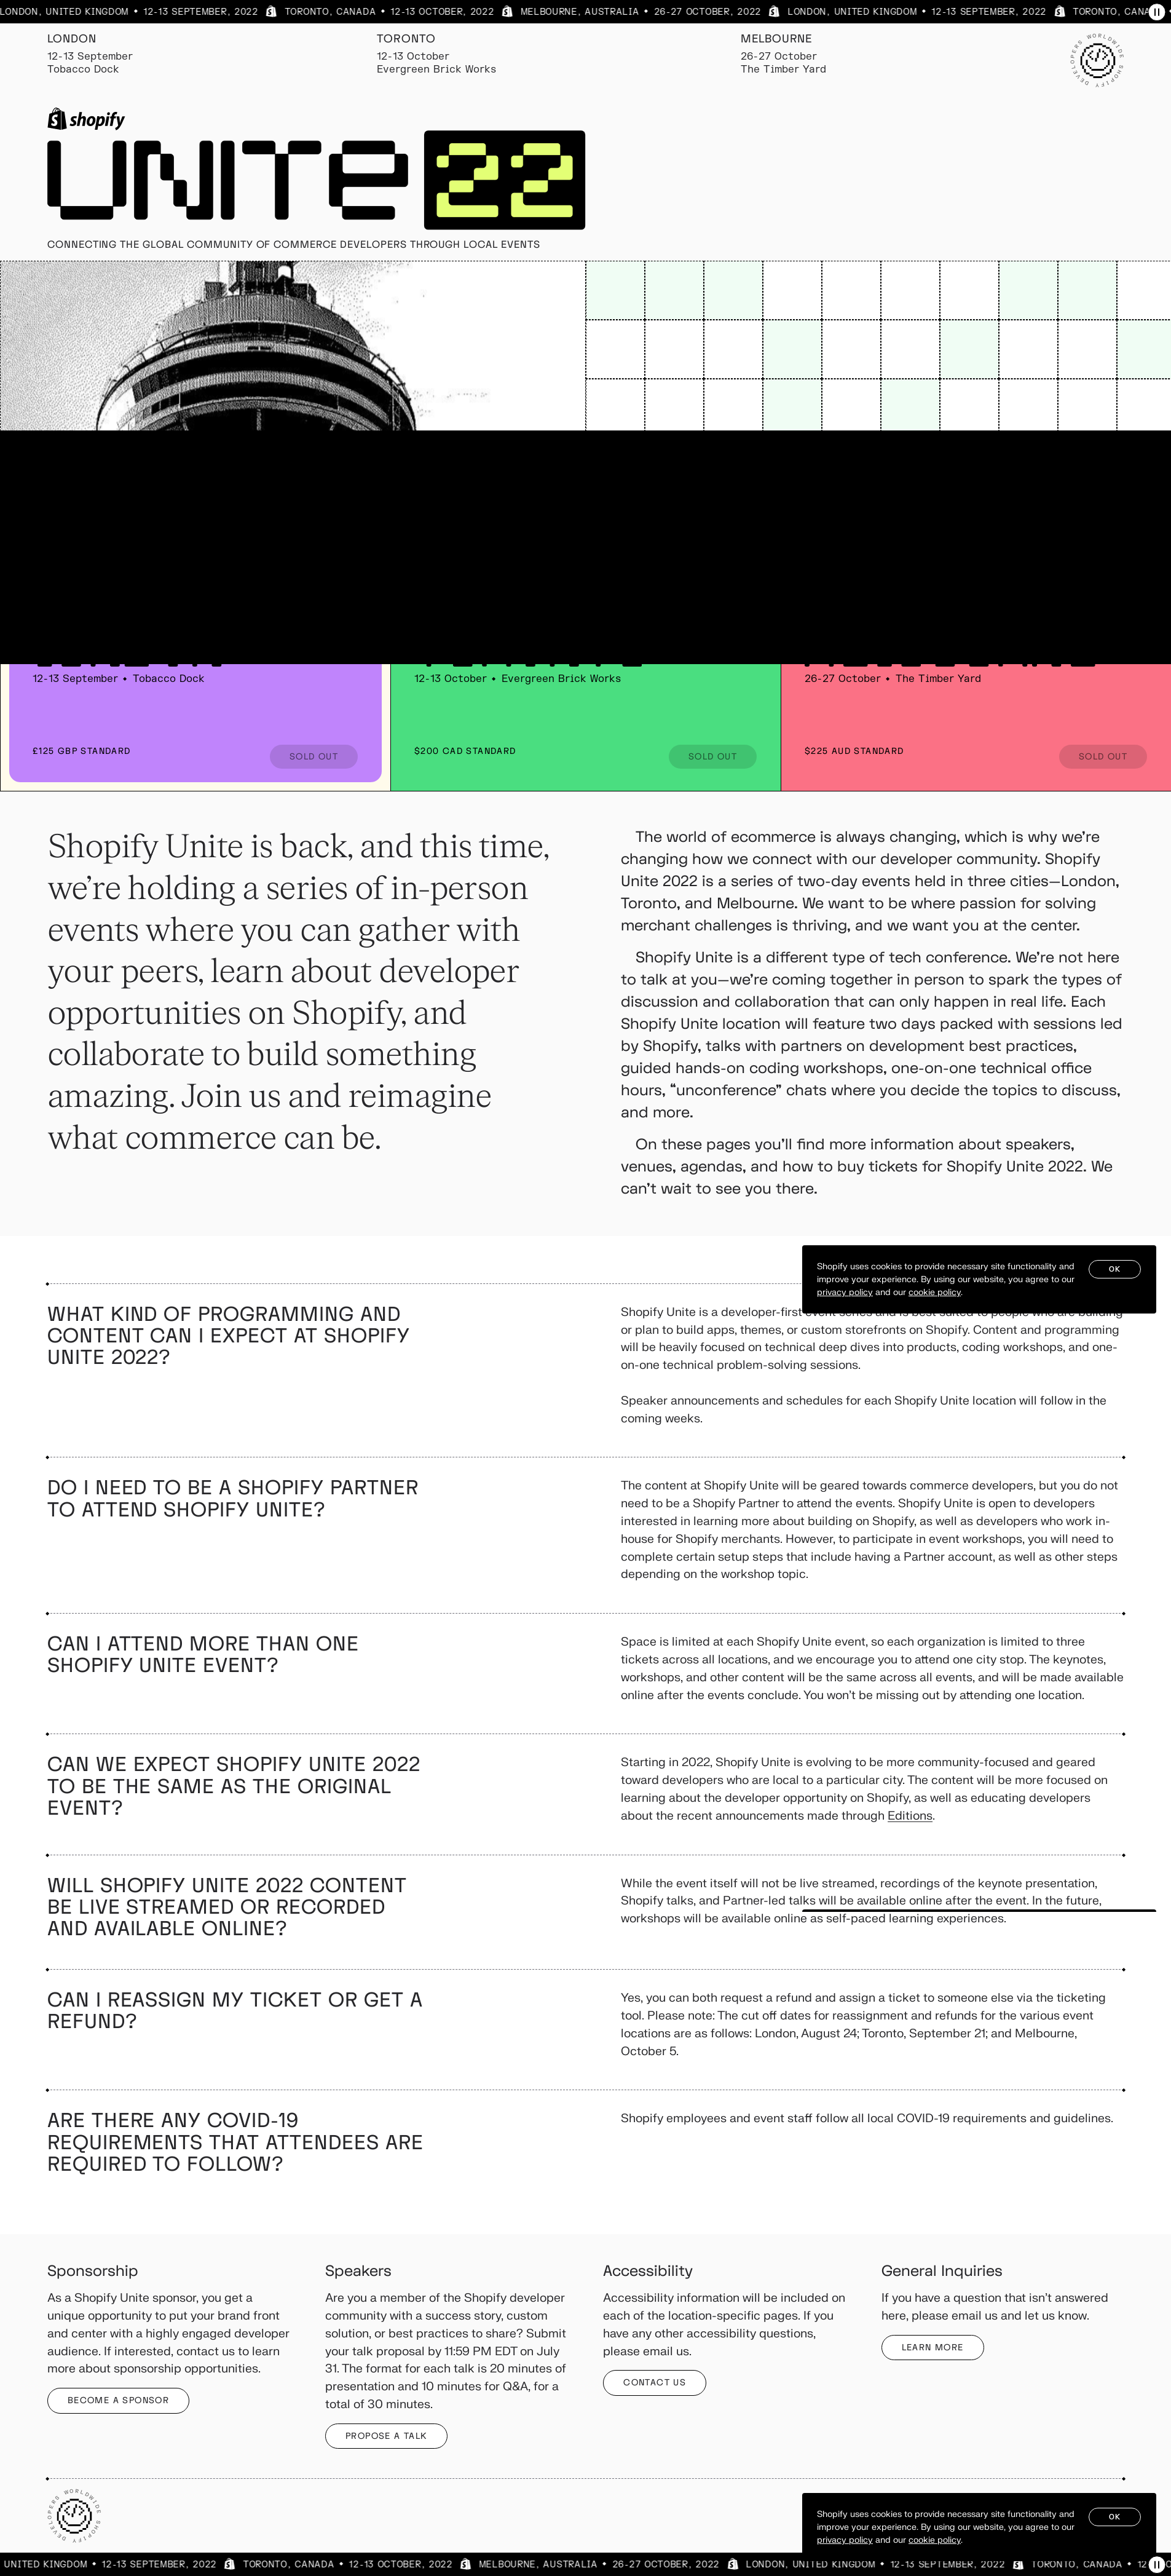 LONDON, UNITED KINGDOM • 12-13 SEPTEMBER, 2022 TORONTO, CANADA • 12-13 OCTOBER, 2022 MELBOURNE, AUSTRALIA • 26-27 OCTOBER, 2022 LONDON, UNITED KINGDOM • 12-13 SEPTEMBER, 2022 TORONTO,
LONDON
12-13 September
Tobacco Dock
TORONTO
12-13 October
Evergreen Brick Works
MELBOURNE
26-27 October
The Timber Yard
SHOPIFY DEVELOPERS WORLDWIDE
shopify
UNITE 22
CONNECTING THE GLOBAL COMMUNITY OF COMMERCE DEVELOPERS THROUGH LOCAL EVENTS
12-13 September • Tobacco Dock
£125 GBP STANDARD
SOLD OUT
12-13 October • Evergreen Brick Works
$200 CAD STANDARD
SOLD OUT
26-27 October • The Timber Yard
$225 AUD STANDARD
SOLD OUT
Shopify Unite is back, and this time,
we’re holding a series of in-person
events where you can gather with
your peers, learn about developer
opportunities on Shopify, and
collaborate to build something
amazing. Join us and reimagine
what commerce can be.
The world of ecommerce is always changing, which is why we’re
changing how we connect with our developer community. Shopify
Unite 2022 is a series of two-day events held in three cities—London,
Toronto, and Melbourne. We want to be where passion for solving
merchant challenges is thriving, and we want you at the center.
Shopify Unite is a different type of tech conference. We’re not here
to talk at you—we’re coming together in person to spark the types of
discussion and collaboration that can only happen in real life. Each
Shopify Unite location will feature two days packed with sessions led
by Shopify, talks with partners on development best practices,
guided hands-on coding workshops, one-on-one technical office
hours, “unconference” chats where you decide the topics to discuss,
and more.
On these pages you’ll find more information about speakers,
venues, agendas, and how to buy tickets for Shopify Unite 2022. We
can’t wait to see you there.
Shopify uses cookies to provide necessary site functionality and
improve your experience. By using our website, you agree to our
privacy policy and our cookie policy.
OK
WHAT KIND OF PROGRAMMING AND
CONTENT CAN I EXPECT AT SHOPIFY
UNITE 2022?
Shopify Unite is a developer-first event series and is best suited to people who are building
or plan to build apps, themes, or custom storefronts on Shopify. Content and programming
will be heavily focused on technical deep dives into products, coding workshops, and one-
on-one technical problem-solving sessions.
Speaker announcements and schedules for each Shopify Unite location will follow in the
coming weeks.
DO I NEED TO BE A SHOPIFY PARTNER
TO ATTEND SHOPIFY UNITE?
The content at Shopify Unite will be geared towards commerce developers, but you do not
need to be a Shopify Partner to attend the events. Shopify Unite is open to developers
interested in learning more about building on Shopify, as well as developers who work in-
house for Shopify merchants. However, to participate in event workshops, you will need to
complete certain setup steps that include having a Partner account, as well as other steps
depending on the workshop topic.
CAN I ATTEND MORE THAN ONE
SHOPIFY UNITE EVENT?
Space is limited at each Shopify Unite event, so each organization is limited to three
tickets across all locations, and we encourage you to attend one city stop. The keynotes,
workshops, and other content will be the same across all events, and will be made available
online after the events conclude. You won’t be missing out by attending one location.
CAN WE EXPECT SHOPIFY UNITE 2022
TO BE THE SAME AS THE ORIGINAL
EVENT?
Starting in 2022, Shopify Unite is evolving to be more community-focused and geared
toward developers who are local to a particular city. The content will be more focused on
learning about the developer opportunity on Shopify, as well as educating developers
about the recent announcements made through Editions.
WILL SHOPIFY UNITE 2022 CONTENT
BE LIVE STREAMED OR RECORDED
AND AVAILABLE ONLINE?
While the event itself will not be live streamed, recordings of the keynote presentation,
Shopify talks, and Partner-led talks will be available online after the event. In the future,
workshops will be available online as self-paced learning experiences.
CAN I REASSIGN MY TICKET OR GET A
REFUND?
Yes, you can both request a refund and assign a ticket to someone else via the ticketing
tool. Please note: The cut off dates for reassignment and refunds for the various event
locations are as follows: London, August 24; Toronto, September 21; and Melbourne,
October 5.
ARE THERE ANY COVID-19
REQUIREMENTS THAT ATTENDEES ARE
REQUIRED TO FOLLOW?
Shopify employees and event staff follow all local COVID-19 requirements and guidelines.
Sponsorship
As a Shopify Unite sponsor, you get a
unique opportunity to put your brand front
and center with a highly engaged developer
audience. If interested, contact us to learn
more about sponsorship opportunities.
BECOME A SPONSOR
Speakers
Are you a member of the Shopify developer
community with a success story, custom
solution, or best practices to share? Submit
your talk proposal by 11:59 PM EDT on July
31. The format for each talk is 20 minutes of
presentation and 10 minutes for Q&A, for a
total of 30 minutes.
PROPOSE A TALK
Accessibility
Accessibility information will be included on
each of the location-specific pages. If you
have any other accessibility questions,
please email us.
CONTACT US
General Inquiries
If you have a question that isn’t answered
here, please email us and let us know.
LEARN MORE
SHOPIFY DEVELOPERS WORLDWIDE
Shopify uses cookies to provide necessary site functionality and
improve your experience. By using our website, you agree to our
privacy policy and our cookie policy.
OK
UNITED KINGDOM • 12-13 SEPTEMBER, 2022 TORONTO, CANADA • 12-13 OCTOBER, 2022 MELBOURNE, AUSTRALIA • 26-27 OCTOBER, 2022 LONDON, UNITED KINGDOM • 12-13 SEPTEMBER, 2022 TORONTO, CANADA •